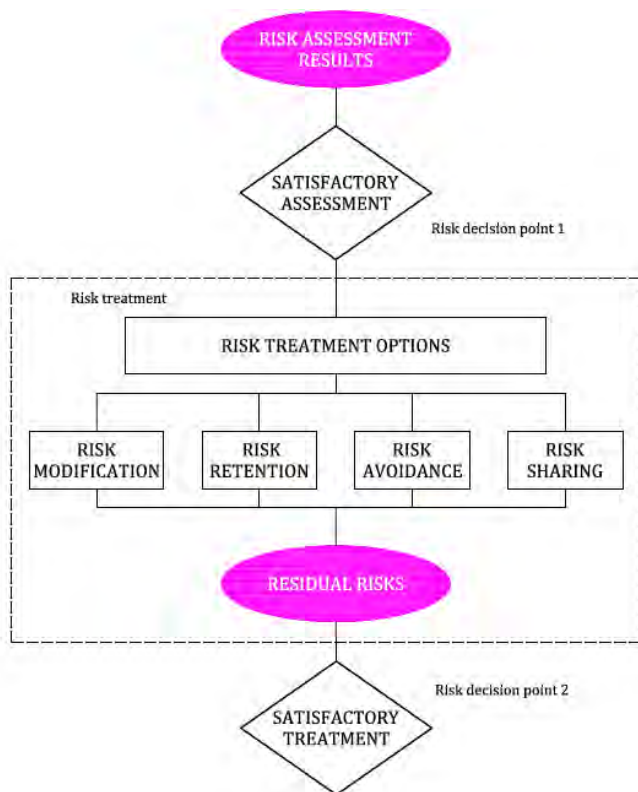 RISK ASSESSMENT
RESULTS
SATISFACTORY
ASSESSMENT
Risk decision point 1
Risk treatment
RISK TREATMENT OPTIONS
RISK
MODIFICATION
RISK
RETENTION
RISK
AVOIDANCE
RISK
SHARING
RESIDUAL RISKS
Risk decision point 2
SATISFACTORY
TREATMENT